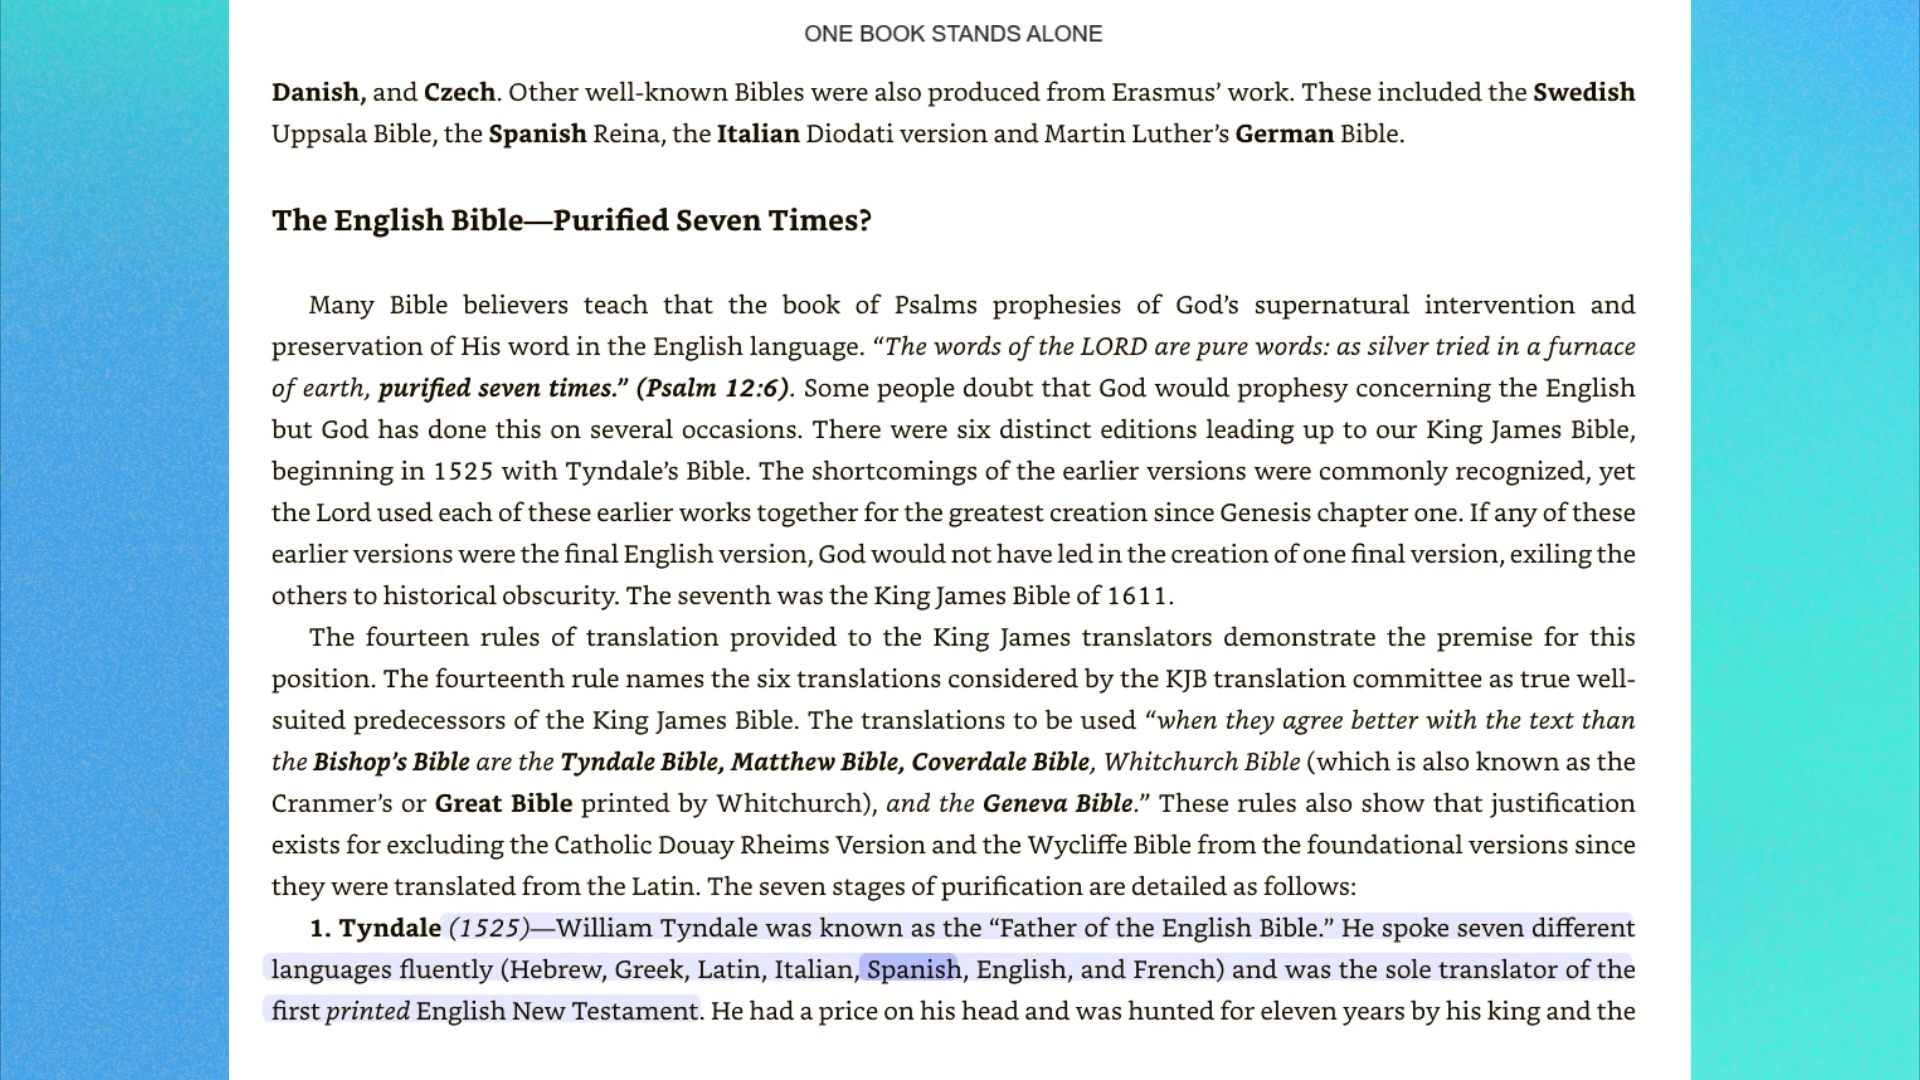 ONE BOOK STANDS ALONE
Danish, and Czech. Other well-known Bibles were also produced from Erasmus’ work. These included the Swedish
Uppsala Bible, the Spanish Reina, the Italian Diodati version and Martin Luther’s German Bible.
The English Bible—Purified Seven Times?
Many Bible believers teach that the book of Psalms prophesies of God’s supernatural intervention and
preservation of His word in the English language. “The words of the LORD are pure words: as silver tried in a furnace
of earth, purified seven times.” (Psalm 12:6). Some people doubt that God would prophesy concerning the English
but God has done this on several occasions. There were six distinct editions leading up to our King James Bible,
beginning in 1525 with Tyndale’s Bible. The shortcomings of the earlier versions were commonly recognized, yet
the Lord used each of these earlier works together for the greatest creation since Genesis chapter one. If any of these
earlier versions were the final English version, God would not have led in the creation of one final version, exiling the
others to historical obscurity. The seventh was the King James Bible of 1611.
The fourteen rules of translation provided to the King James translators demonstrate the premise for this
position. The fourteenth rule names the six translations considered by the KJB translation committee as true well-
suited predecessors of the King James Bible. The translations to be used “when they agree better with the text than
the Bishop’s Bible are the Tyndale Bible, Matthew Bible, Coverdale Bible, Whitchurch Bible (which is also known as the
Cranmer’s or Great Bible printed by Whitchurch), and the Geneva Bible.” These rules also show that justification
exists for excluding the Catholic Douay Rheims Version and the Wycliffe Bible from the foundational versions since
they were translated from the Latin. The seven stages of purification are detailed as follows:
1. Tyndale (1525)—William Tyndale was known as the “Father of the English Bible.” He spoke seven different
languages fluently (Hebrew, Greek, Latin, Italian, Spanish, English, and French) and was the sole translator of the
first printed English New Testament. He had a price on his head and was hunted for eleven years by his king and the